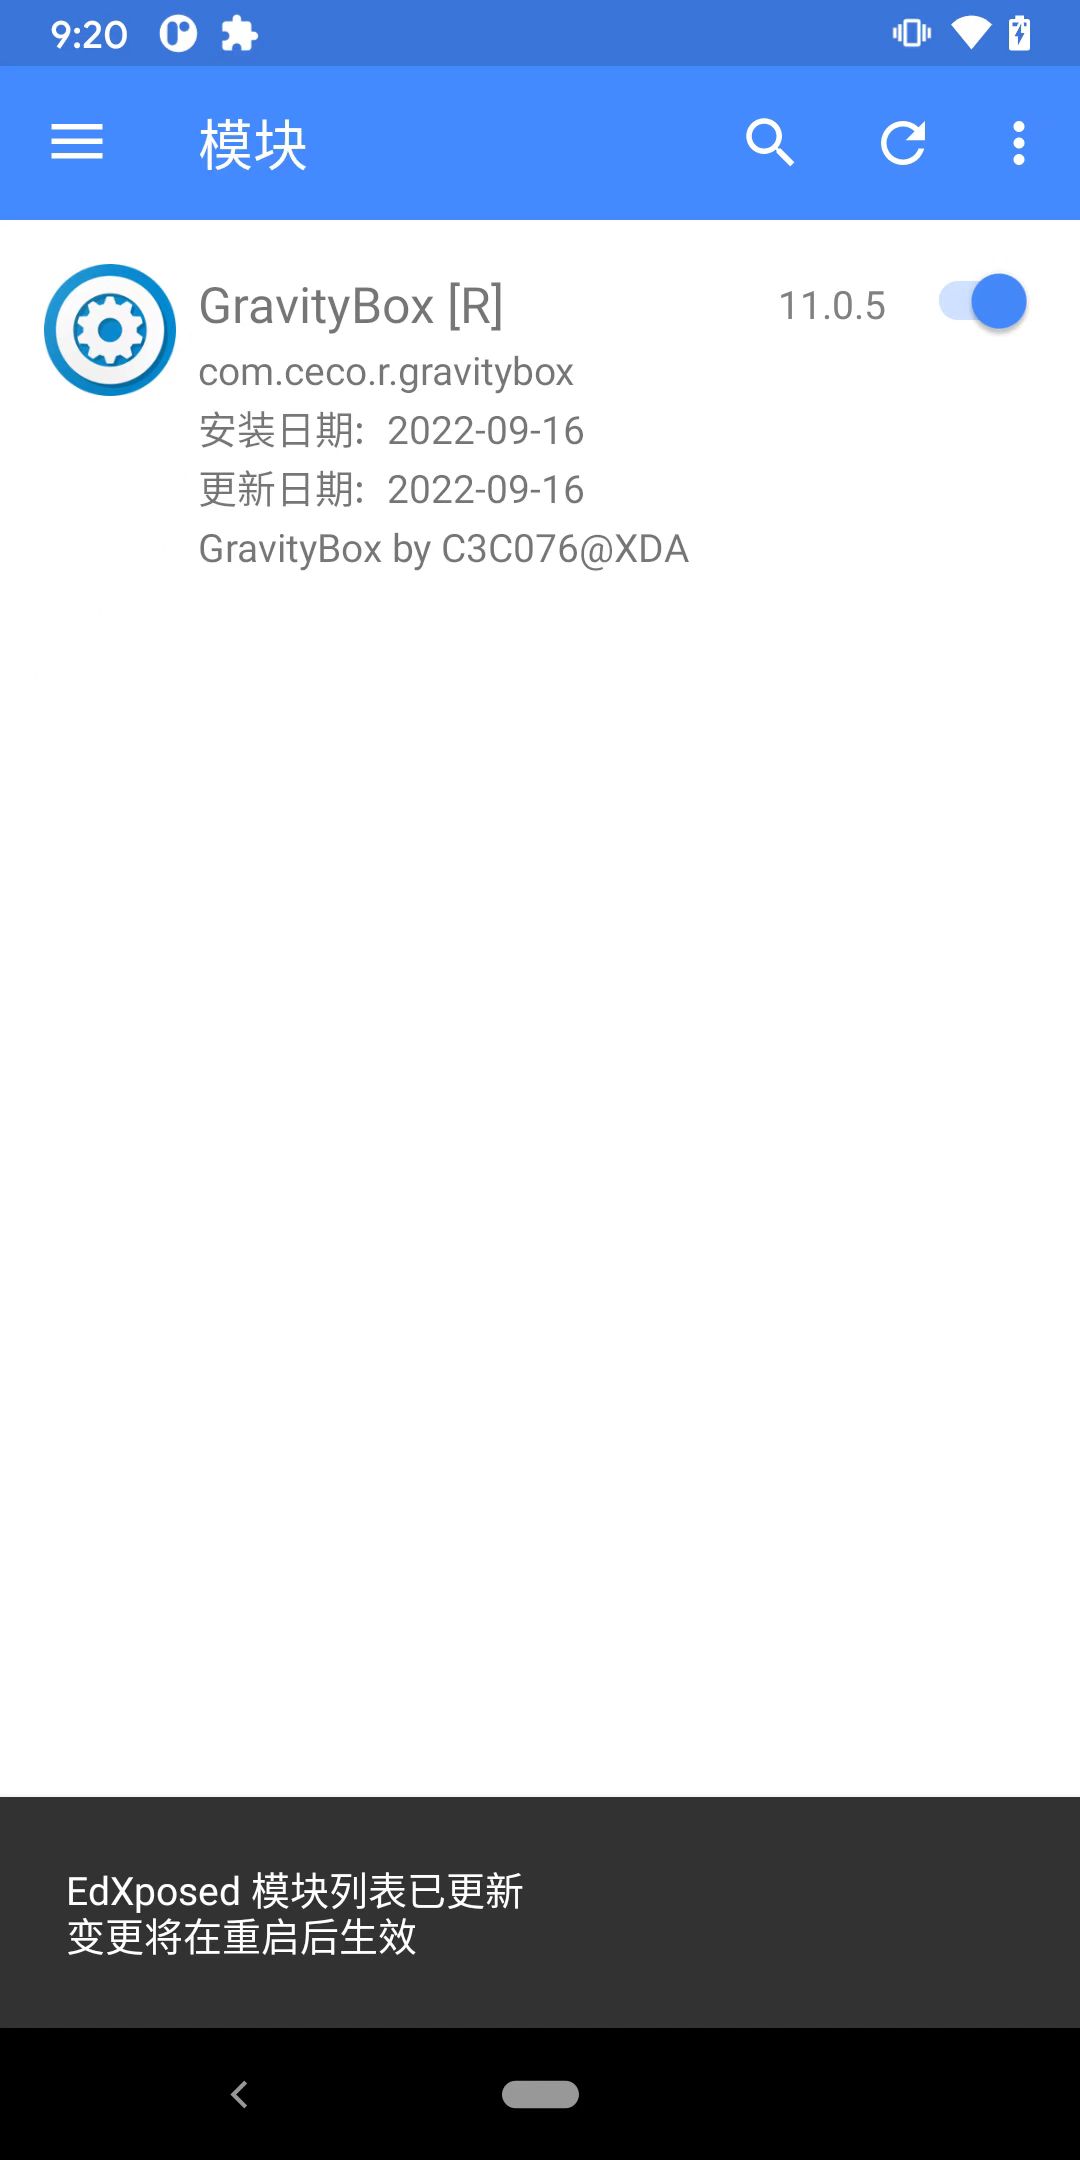 9:20
模块
GravityBox [R] 11.0.5
com.ceco.r.gravitybox
安装日期: 2022-09-16
更新日期: 2022-09-16
GravityBox by C3C076@XDA
EdXposed 模块列表已更新
变更将在重启后生效